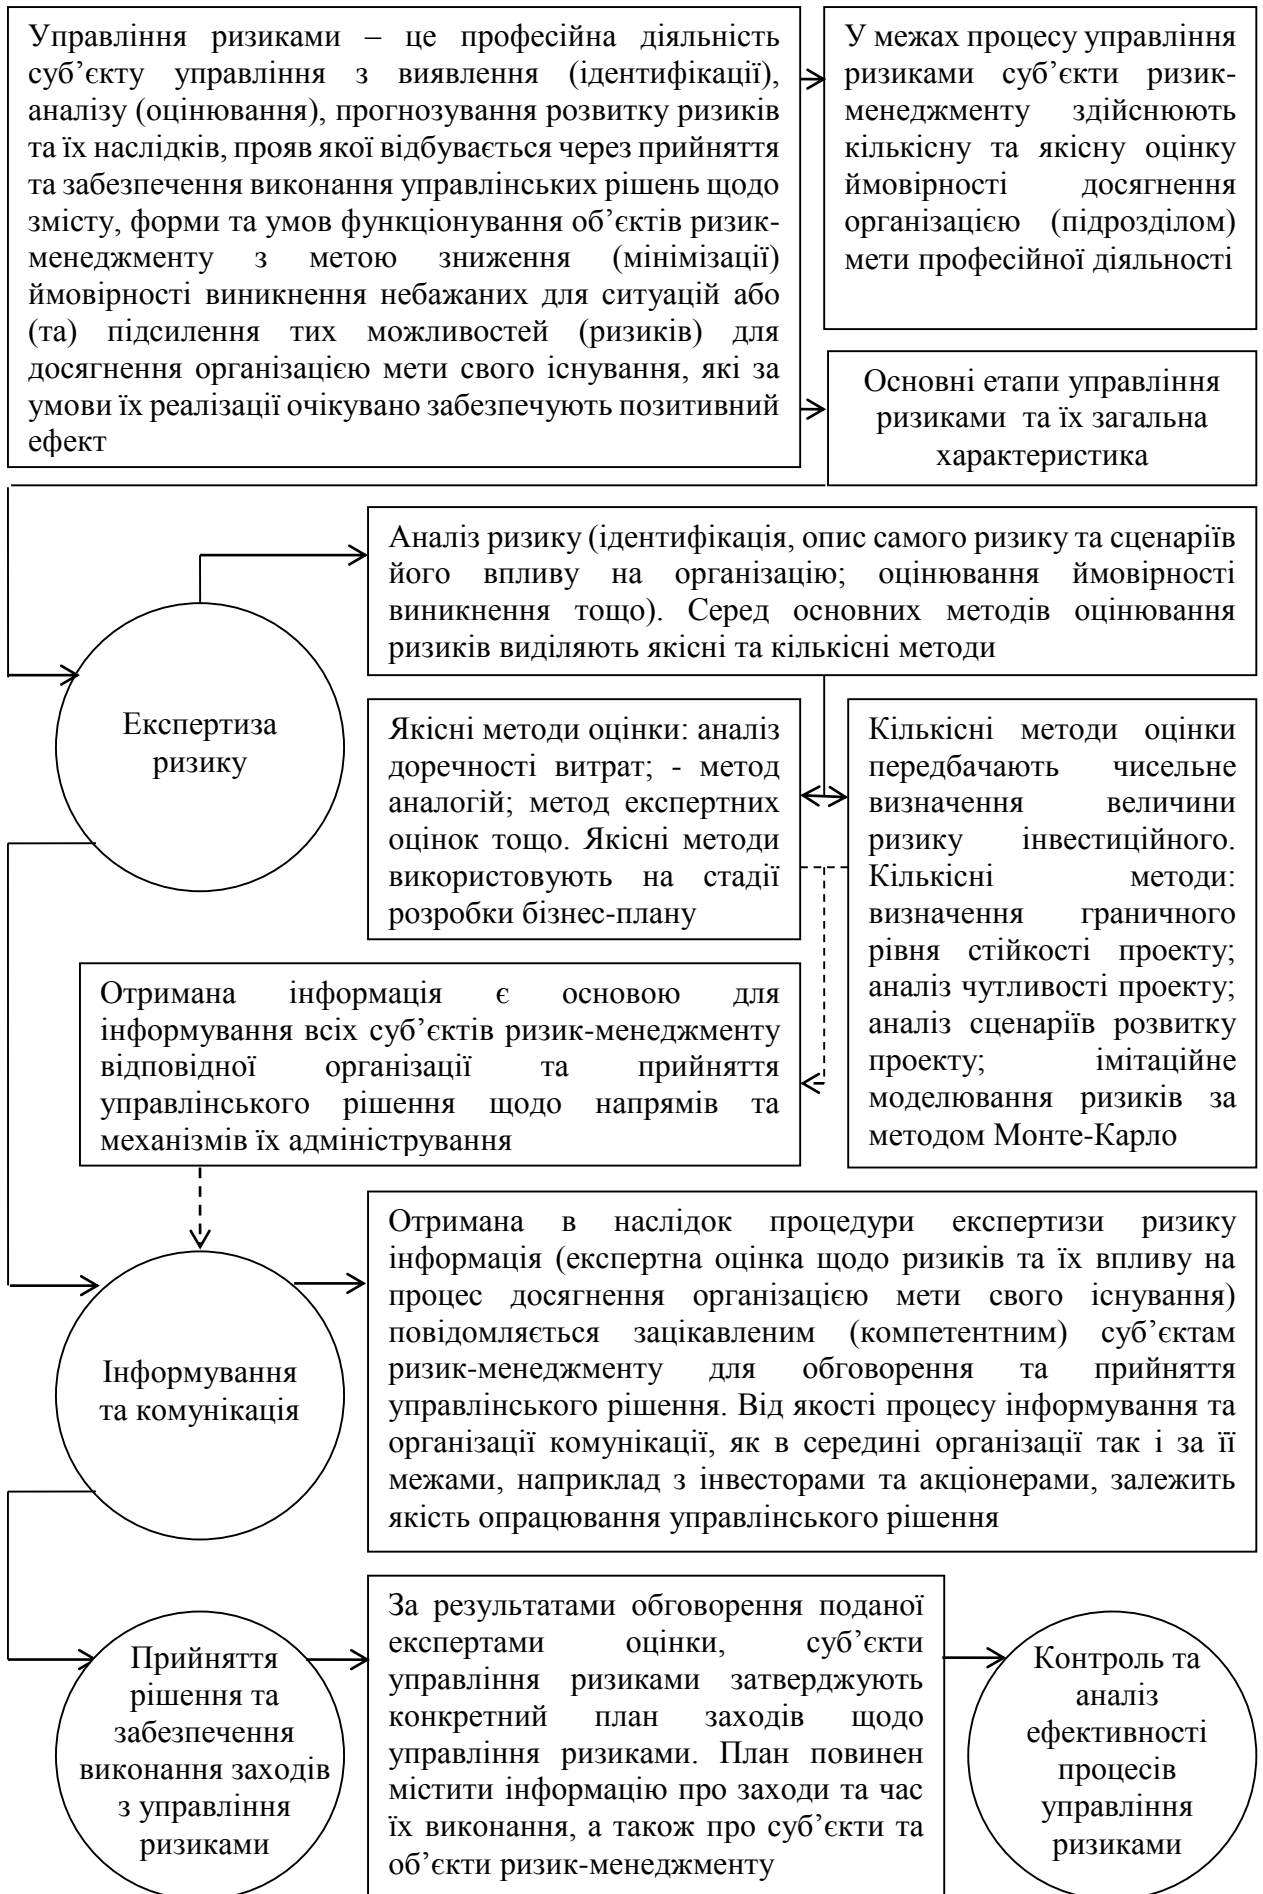 Управління ризиками – це професійна діяльність
суб’єкту управління з виявлення (ідентифікації),
аналізу (оцінювання), прогнозування розвитку ризиків
та їх наслідків, прояв якої відбувається через прийняття
та забезпечення виконання управлінських рішень щодо
змісту, форми та умов функціонування об’єктів ризик-
менеджменту з метою зниження (мінімізації)
ймовірності виникнення небажаних для ситуацій або
(та) підсилення тих можливостей (ризиків) для
досягнення організацією мети свого існування, які за
умови їх реалізації очікувано забезпечують позитивний
ефект
У межах процесу управління
ризиками суб’єкти ризик-
менеджменту здійснюють
кількісну та якісну оцінку
ймовірності досягнення
організацією (підрозділом)
мети професійної діяльності
Основні етапи управління
ризиками та їх загальна
характеристика
Аналіз ризику (ідентифікація, опис самого ризику та сценаріїв
його впливу на організацію; оцінювання ймовірності
виникнення тощо). Серед основних методів оцінювання
ризиків виділяють якісні та кількісні методи
Експертиза
ризику
Якісні методи оцінки: аналіз
доречності витрат; - метод
аналогій; метод експертних
оцінок тощо. Якісні методи
використовують на стадії
розробки бізнес-плану
Кількісні методи оцінки
передбачають чисельне
визначення величини
ризику інвестиційного.
Кількісні методи:
визначення граничного
рівня стійкості проекту;
аналіз чутливості проекту;
аналіз сценаріїв розвитку
проекту; імітаційне
моделювання ризиків за
методом Монте-Карло
Отримана інформація є основою для
інформування всіх суб’єктів ризик-менеджменту
відповідної організації та прийняття
управлінського рішення щодо напрямів та
механізмів їх адміністрування
Інформування
та комунікація
Отримана в наслідок процедури експертизи ризику
інформація (експертна оцінка щодо ризиків та їх впливу на
процес досягнення організацією мети свого існування)
повідомляється зацікавленим (компетентним) суб’єктам
ризик-менеджменту для обговорення та прийняття
управлінського рішення. Від якості процесу інформування та
організації комунікації, як в середині організації так і за її
межами, наприклад з інвесторами та акціонерами, залежить
якість опрацювання управлінського рішення
Прийняття
рішення та
забезпечення
виконання заходів
з управління
ризиками
За результатами обговорення поданої
експертами оцінки, суб’єкти
управління ризиками затверджують
конкретний план заходів щодо
управління ризиками. План повинен
містити інформацію про заходи та час
їх виконання, а також про суб’єкти та
об’єкти ризик-менеджменту
Контроль та
аналіз
ефективності
процесів
управління
ризиками